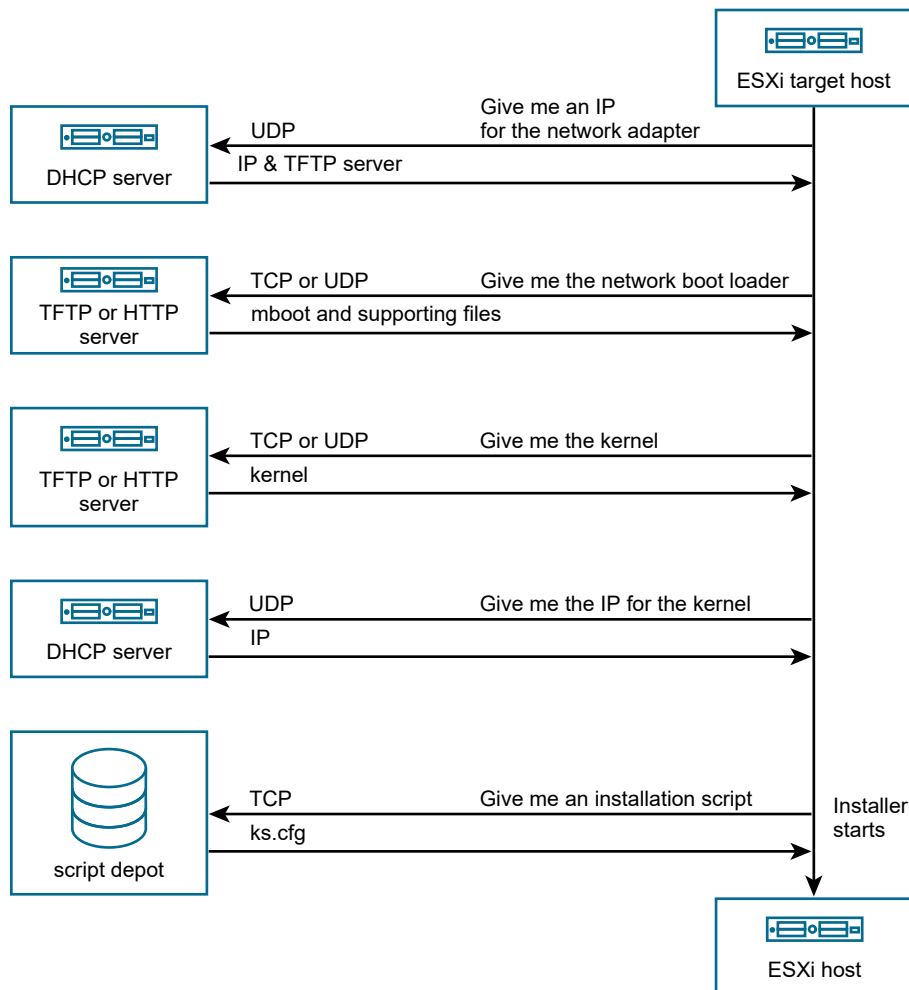 ESXi target host
Give me an IP
for the network adapter
UDP
IP & TFTP server
DHCP server
TCP or UDP
Give me the network boot loader
mboot and supporting files
TFTP or HTTP
server
TCP or UDP
Give me the kernel
kernel
TFTP or HTTP
server
UDP
Give me the IP for the kernel
IP
DHCP server
TCP
Give me an installation script
ks.cfg
script depot
Installer
starts
ESXi host